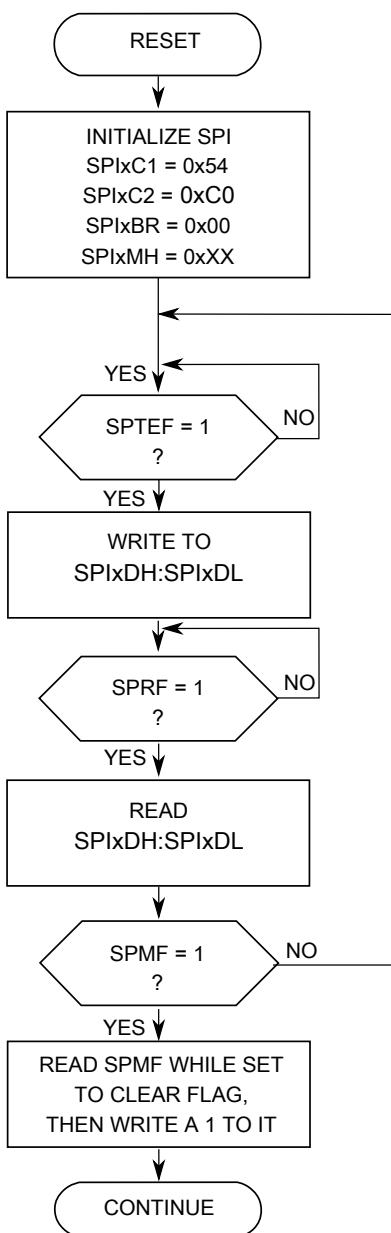 RESET
INITIALIZE SPI
SPIxC1 = 0x54
SPIxC2 = 0xC0
SPIxBR = 0x00
SPIxMH = 0xXX
YES
SPTEF = 1
?
NO
YES
WRITE TO
SPIxDH:SPIxDL
SPRF = 1
?
NO
YES
READ
SPIxDH:SPIxDL
SPMF = 1
?
NO
YES
READ SPMF WHILE SET
TO CLEAR FLAG,
THEN WRITE A 1 TO IT
CONTINUE